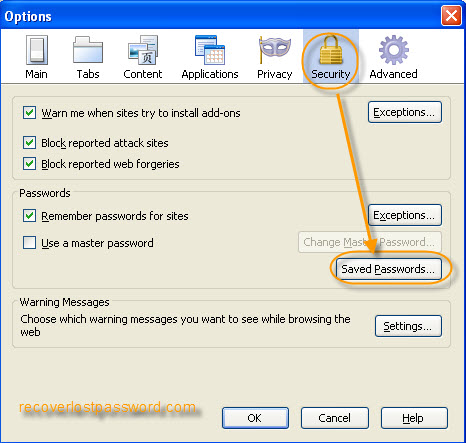 Options
Main Tabs Content Applications Privacy Security Advanced
Warn me when sites try to install add-ons Exceptions...
Block reported attack sites
Block reported web forgeries
Passwords
Remember passwords for sites Exceptions...
Use a master password Change Master Password...
Saved Passwords...
Warning Messages
Choose which warning messages you want to see while browsing the
web
Settings...
recoverlostpassword.com
OK Cancel Help